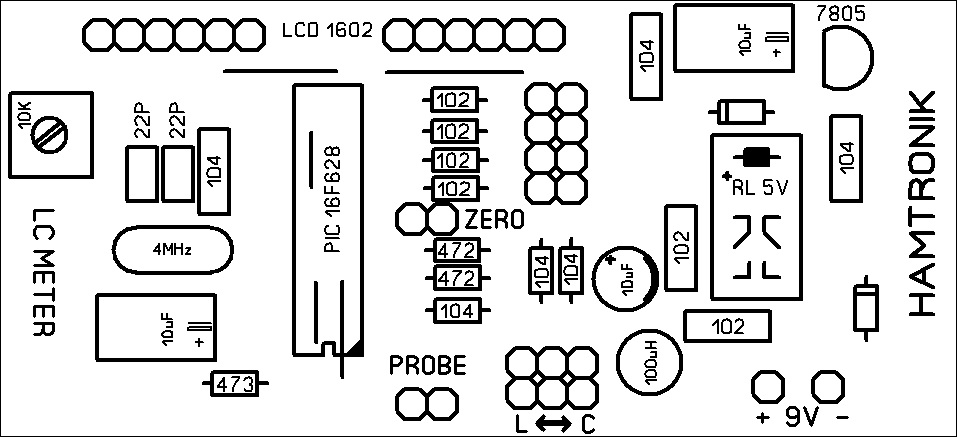 LCD 1602
7805
10uF
+
104
10K
22P
22P
104
102
102
102
102
PIC 16F628
104
+
RL 5V
HAMTRONIK
LC METER
4MHz
ZERO
472
472
104
104
104
+
10uF
102
102
10uF
+
473
PROBE
100uH
L ↔ C
+ 9V -